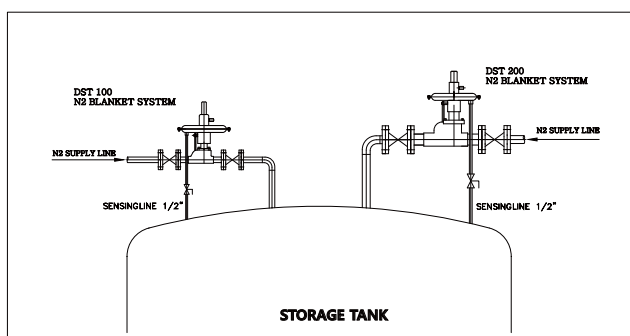 DST 200
N2 BLANKET SYSTEM
DST 100
N2 BLANKET SYSTEM
N2 SUPPLY LINE
N2 SUPPLY LINE
SENSINGLINE 1/2"
SENSINGLINE 1/2"
STORAGE TANK